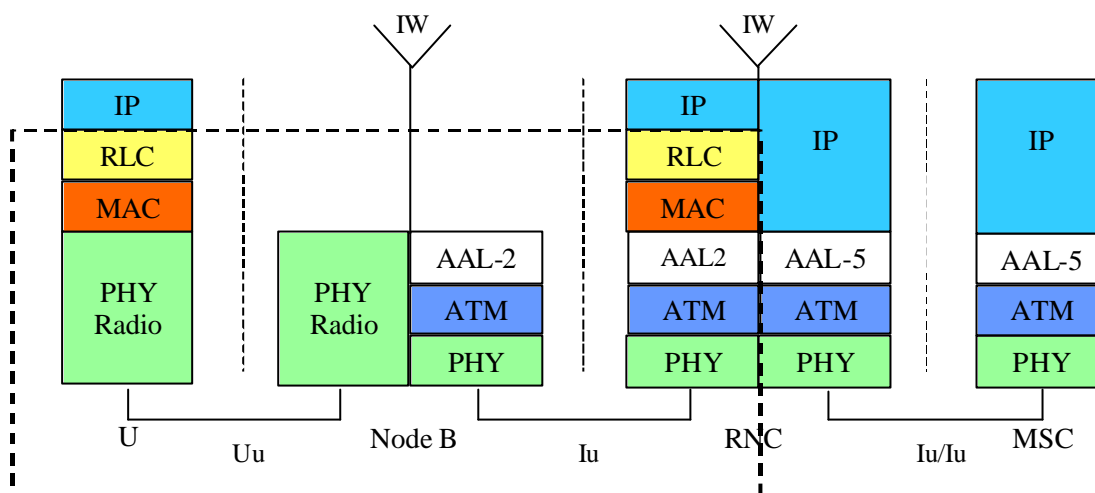 IW IW
IP IP IP IP
RLC RLC
MAC MAC
PHY Radio PHY Radio AAL-2 AAL2 AAL-5 AAL-5
ATM ATM ATM ATM
PHY PHY PHY PHY
U Node B RNC MSC
Uu Iu Iu/Iu